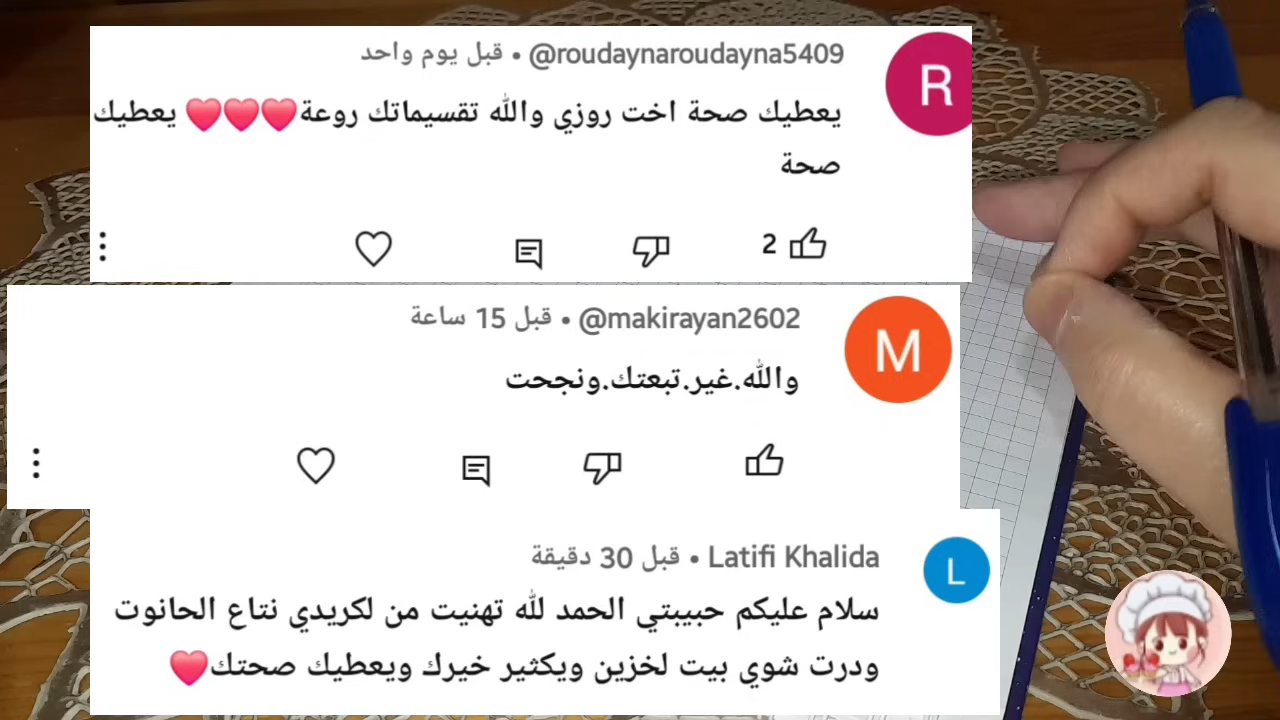 @roudaynaroudayna5409 • قبل يوم واحد
R
يعطيك صحة اخت روزي والله تقسيماتك روعة❤️❤️❤️ يعطيك
صحة
2
@makirayan2602 • قبل 15 ساعة
M
والله.غير.تبعتك.ونجحت
Latifi Khalida • قبل 30 دقيقة
L
سلام عليكم حبيبتي الحمد لله تهنيت من لكريدي نتاع الحانوت
ودرت شوي بيت لخزين ويكثير خيرك ويعطيك صحتك❤️